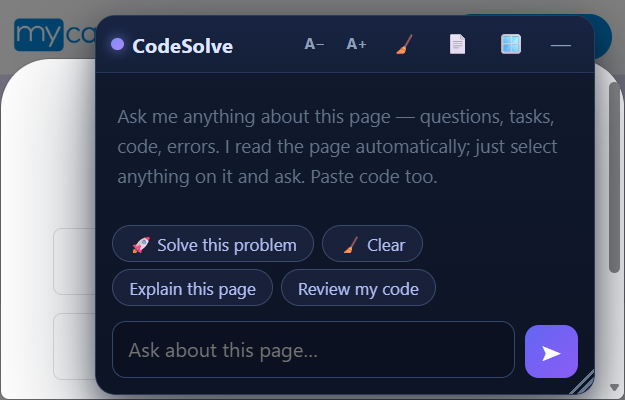 my ca
CodeSolve
A− A+
Ask me anything about this page — questions, tasks,
code, errors. I read the page automatically; just select
anything on it and ask. Paste code too.
Solve this problem
Clear
Explain this page
Review my code
Ask about this page...